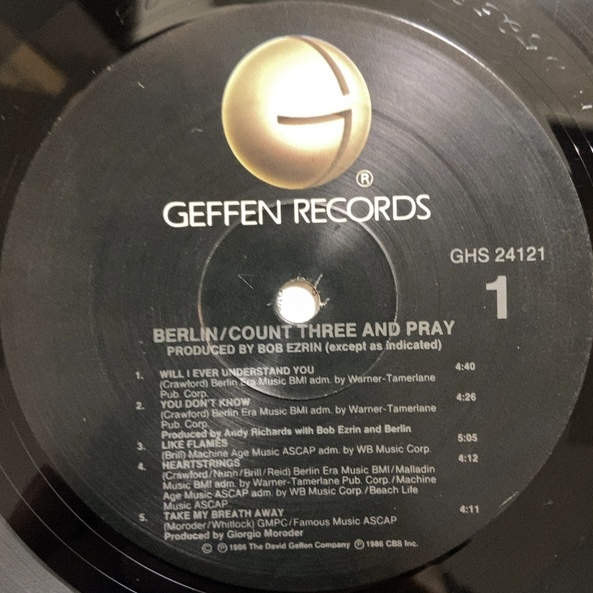 ®
GEFFEN RECORDS
GHS 24121
1
BERLIN/COUNT THREE AND PRAY
PRODUCED BY BOB EZRIN (except as indicated)
1. WILL I EVER UNDERSTAND YOU 4:40
(Crawford) Berlin Era Music BMI adm. by Warner-Tamerlane
Pub. Corp.
2. YOU DON'T KNOW 4:26
(Crawford) Berlin Era Music BMI adm. by Warner-Tamerlane
Pub. Corp.
Produced by Andy Richards with Bob Ezrin and Berlin
3. LIKE FLAMES 5:05
(Brill) Machine Age Music ASCAP adm. by WB Music Corp.
4. HEARTSTRINGS 4:12
(Crawford/Nunn/Brill/Reid) Berlin Era Music BMI/Malladin
Music BMI adm. by Warner-Tamerlane Pub. Corp./Machine
Age Music ASCAP adm. by WB Music Corp./Beach Life
Music ASCAP
5. TAKE MY BREATH AWAY 4:11
(Moroder/Whitlock) GMPC/Famous Music ASCAP
Produced by Giorgio Moroder
© ℗ 1986 The David Geffen Company ℗ 1986 CBS Inc.